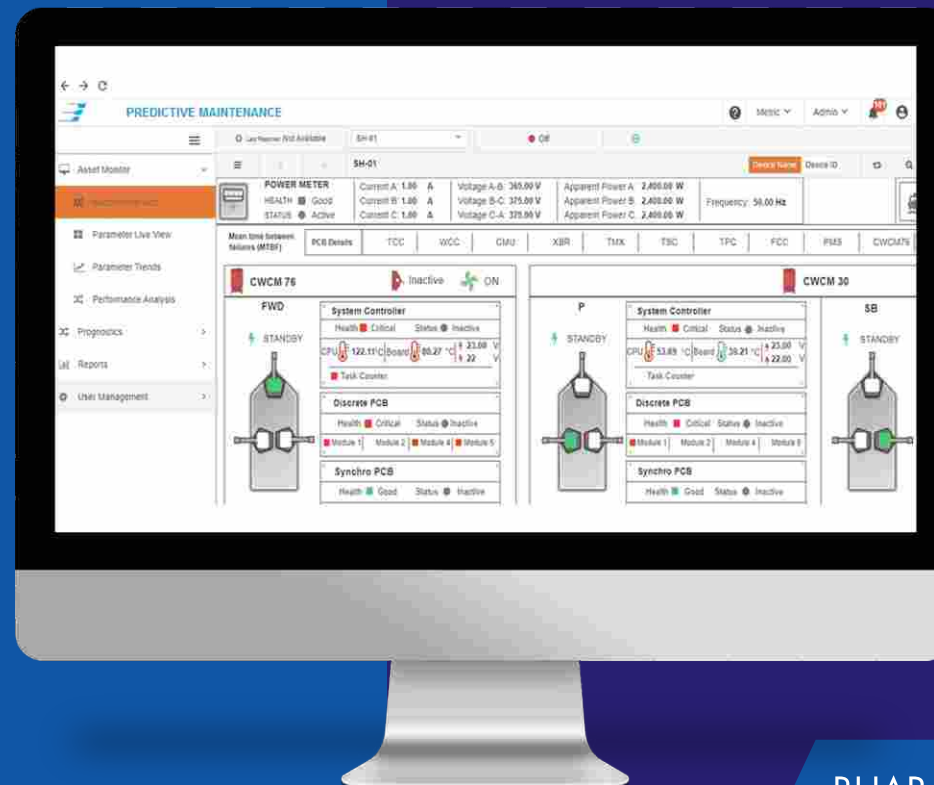 PREDICTIVE MAINTENANCE
Metric
Admin
Not Available
SH-01
Off
Asset Monitor
SH-01
Device Name
Device ID
POWER METER
HEALTH Good
STATUS Active
Current A: 1.00 A
Current B: 1.00 A
Current C: 1.00 A
Voltage A-B: 365.00 V
Voltage B-C: 375.00 V
Voltage C-A: 375.00 V
Apparent Power A: 2,400.00 W
Apparent Power B: 2,400.00 W
Apparent Power C: 2,400.00 W
Frequency: 50.00 Hz
Parameter Live View
Parameter Trends
Performance Analysis
Prognostics
Reports
User Management
Mean time between failures (MTBF)
PCB Details
TCC
WCC
GMU
XBR
TMX
TSC
TPC
FCC
PMS
CWCM76
CWCM 76
Inactive
ON
FWD
STANDBY
System Controller
Health Critical Status Inactive
CPU 122.11°C Board 80.27 °C 23.00 V
22 V
Task Counter
Discrete PCB
Health Critical Status Inactive
Module 1 Module 2 Module 4 Module 5
Synchro PCB
Health Good Status Inactive
CWCM 30
P
STANDBY
System Controller
Health Critical Status Inactive
CPU 53.69 °C Board 39.21 °C 23.00 V
22.00 V
Task Counter
Discrete PCB
Health Critical Status Inactive
Module 1 Module 2 Module 4
Synchro PCB
Health Good Status Inactive
SB
STANDBY